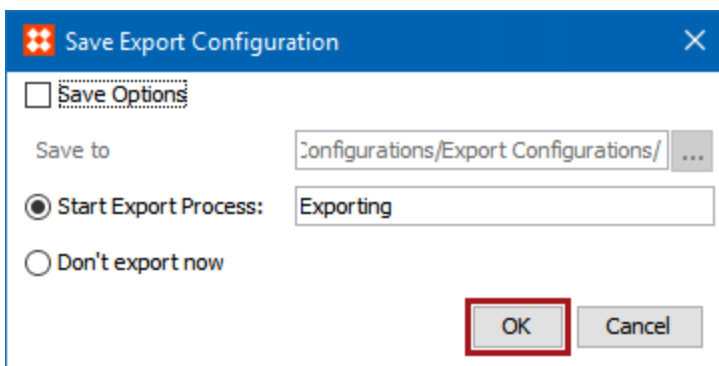 Save Export Configuration
Save Options
Save to
Configurations/Export Configurations/ ...
Start Export Process: Exporting
Don't export now
OK Cancel